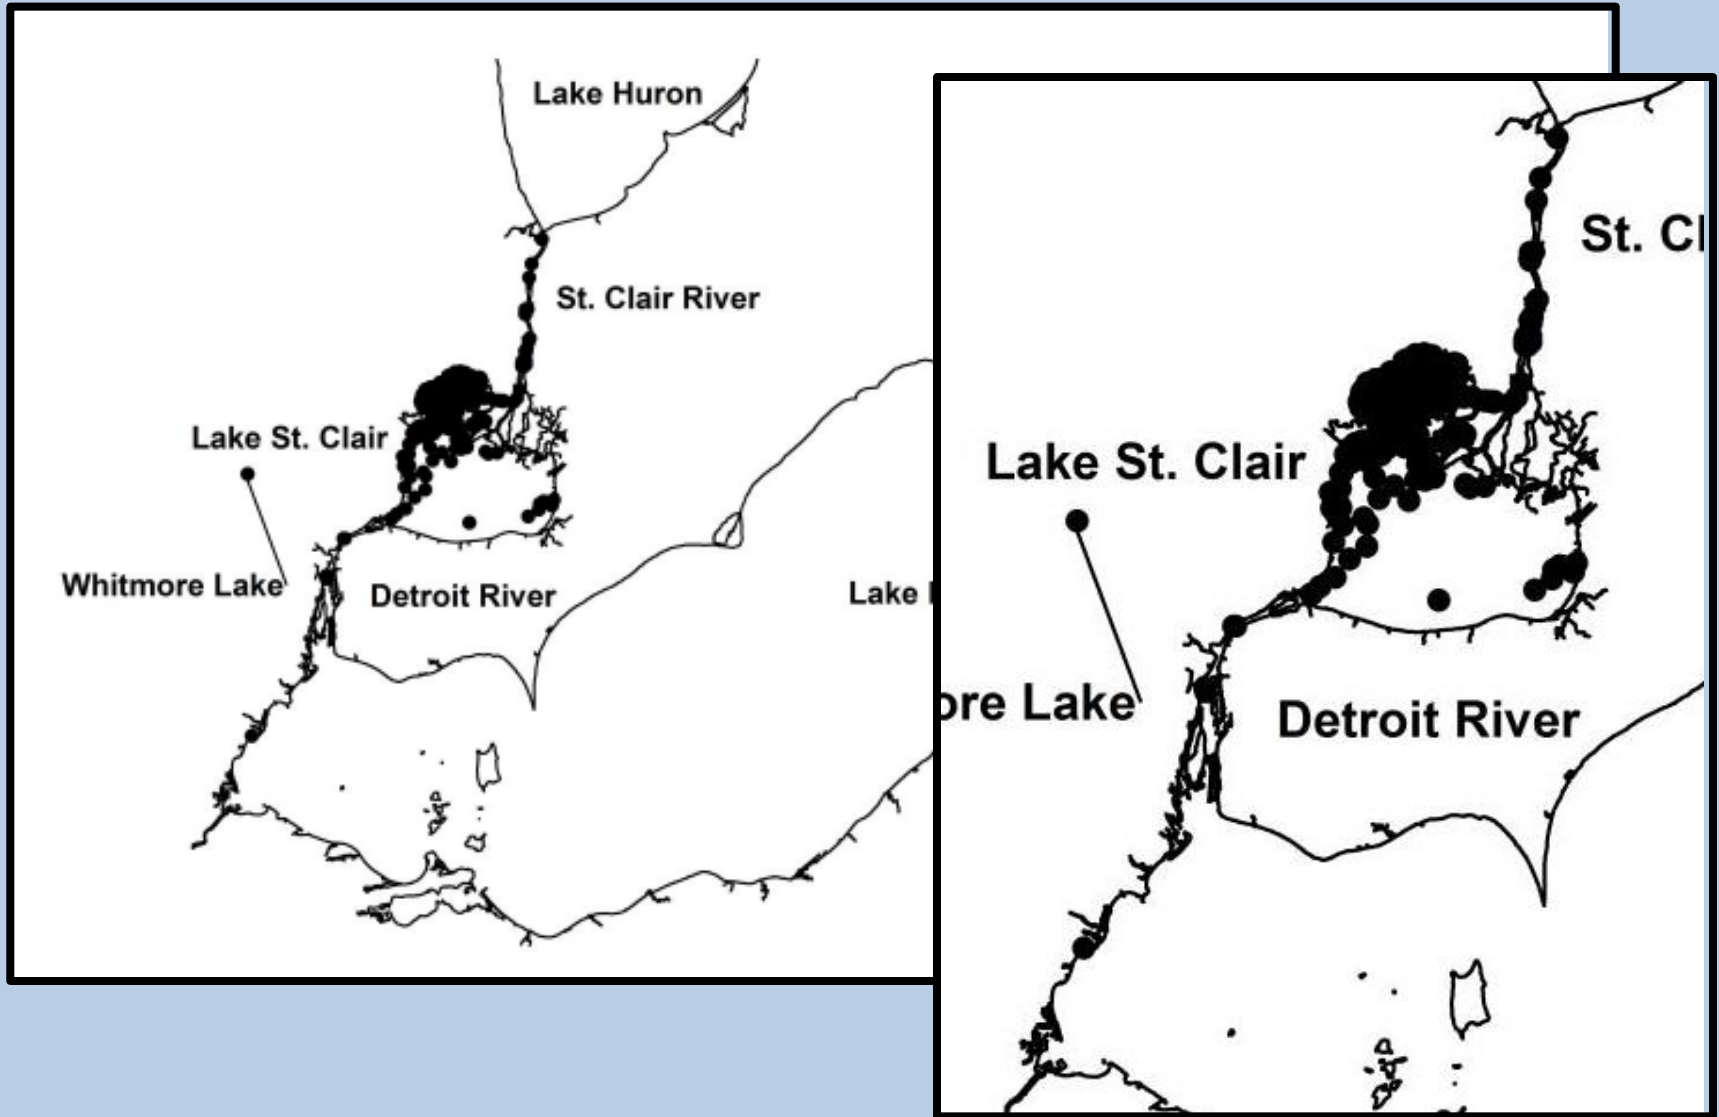 Lake Huron
St. Clair River
Lake St. Clair
Whitmore Lake
Detroit River
Lake
St. Cl
Lake St. Clair
ore Lake
Detroit River